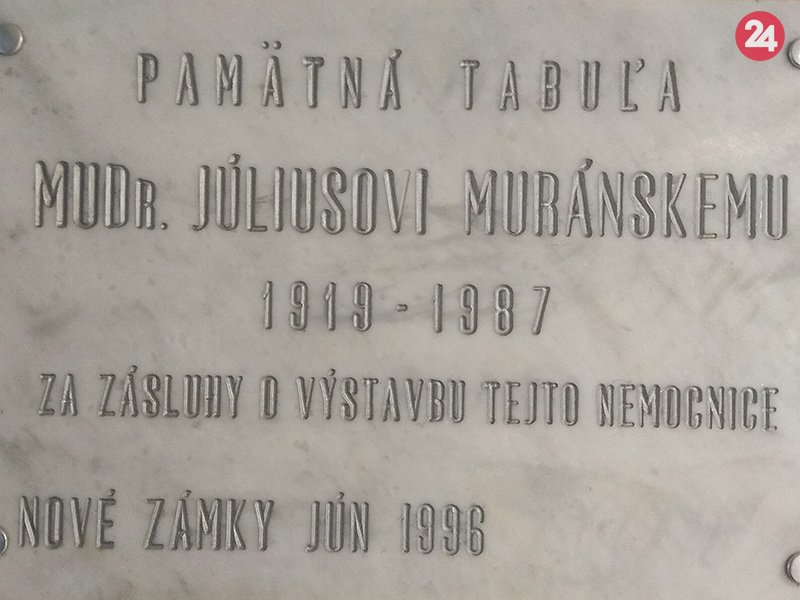 24
PAMÄTNÁ TABUĽA
MUDR. JÚLIUSOVI MURÁNSKEMU
1919 - 1987
ZA ZÁSLUHY O VÝSTAVBU TEJTO NEMOCNICE
NOVÉ ZÁMKY JÚN 1996